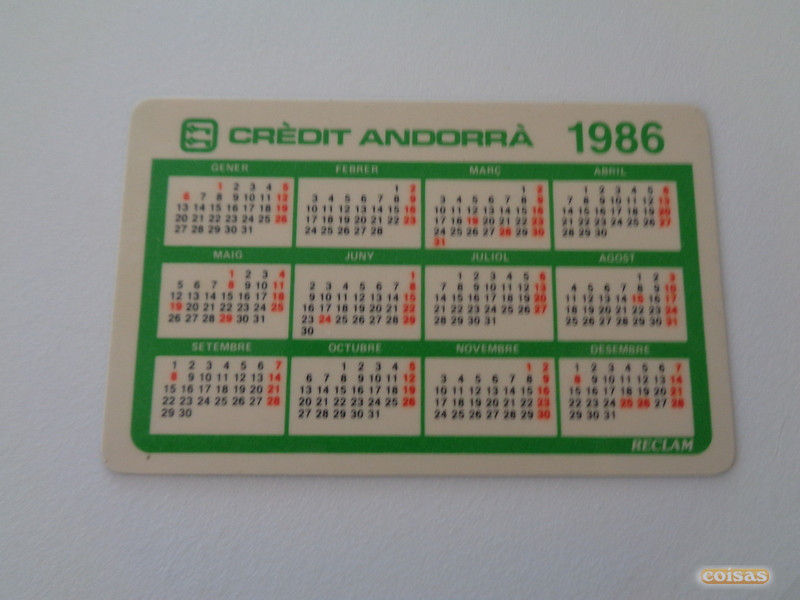 CRÈDIT ANDORRÀ 1986
GENER
1 2 3 4 5
6 7 8 9 10 11 12
13 14 15 16 17 18 19
20 21 22 23 24 25 26
27 28 29 30 31
FEBRER
1 2
3 4 5 6 7 8 9
10 11 12 13 14 15 16
17 18 19 20 21 22 23
24 25 26 27 28
MARÇ
1 2
3 4 5 6 7 8 9
10 11 12 13 14 15 16
17 18 19 20 21 22 23
24 25 26 27 28 29 30
31
ABRIL
1 2 3 4 5 6
7 8 9 10 11 12 13
14 15 16 17 18 19 20
21 22 23 24 25 26 27
28 29 30
MAIG
1 2 3 4
5 6 7 8 9 10 11
12 13 14 15 16 17 18
19 20 21 22 23 24 25
26 27 28 29 30 31
JUNY
1
2 3 4 5 6 7 8
9 10 11 12 13 14 15
16 17 18 19 20 21 22
23 24 25 26 27 28 29
30
JULIOL
1 2 3 4 5 6
7 8 9 10 11 12 13
14 15 16 17 18 19 20
21 22 23 24 25 26 27
28 29 30 31
AGOST
1 2 3
4 5 6 7 8 9 10
11 12 13 14 15 16 17
18 19 20 21 22 23 24
25 26 27 28 29 30 31
SETEMBRE
1 2 3 4 5 6 7
8 9 10 11 12 13 14
15 16 17 18 19 20 21
22 23 24 25 26 27 28
29 30
OCTUBRE
1 2 3 4 5
6 7 8 9 10 11 12
13 14 15 16 17 18 19
20 21 22 23 24 25 26
27 28 29 30 31
NOVEMBRE
1 2
3 4 5 6 7 8 9
10 11 12 13 14 15 16
17 18 19 20 21 22 23
24 25 26 27 28 29 30
DESEMBRE
1 2 3 4 5 6 7
8 9 10 11 12 13 14
15 16 17 18 19 20 21
22 23 24 25 26 27 28
29 30 31
RECLAM
coisas